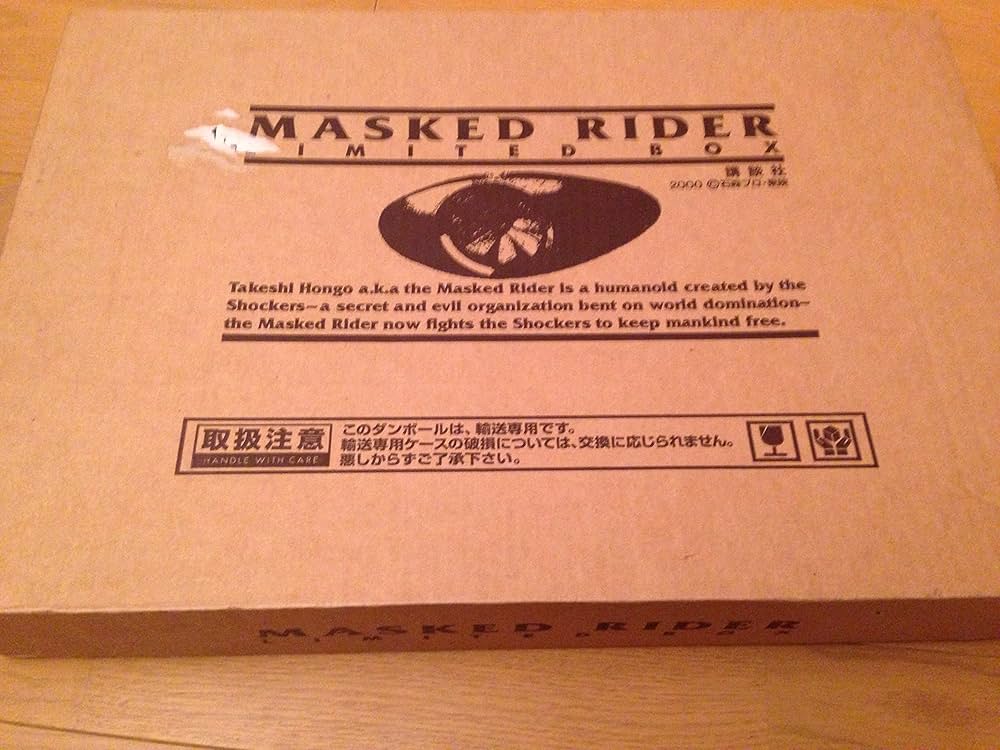 MASKED RIDER
LIMITED BOX
講談社
2000 ©石森プロ・東映
Takeshi Hongo a.k.a the Masked Rider is a humanoid created by the
Shockers—a secret and evil organization bent on world domination—
the Masked Rider now fights the Shockers to keep mankind free.
取扱注意
HANDLE WITH CARE
このダンボールは、輸送専用です。
輸送専用ケースの破損については、交換に応じられません。
悪しからずご了承下さい。
MASKED RIDER
LIMITED BOX